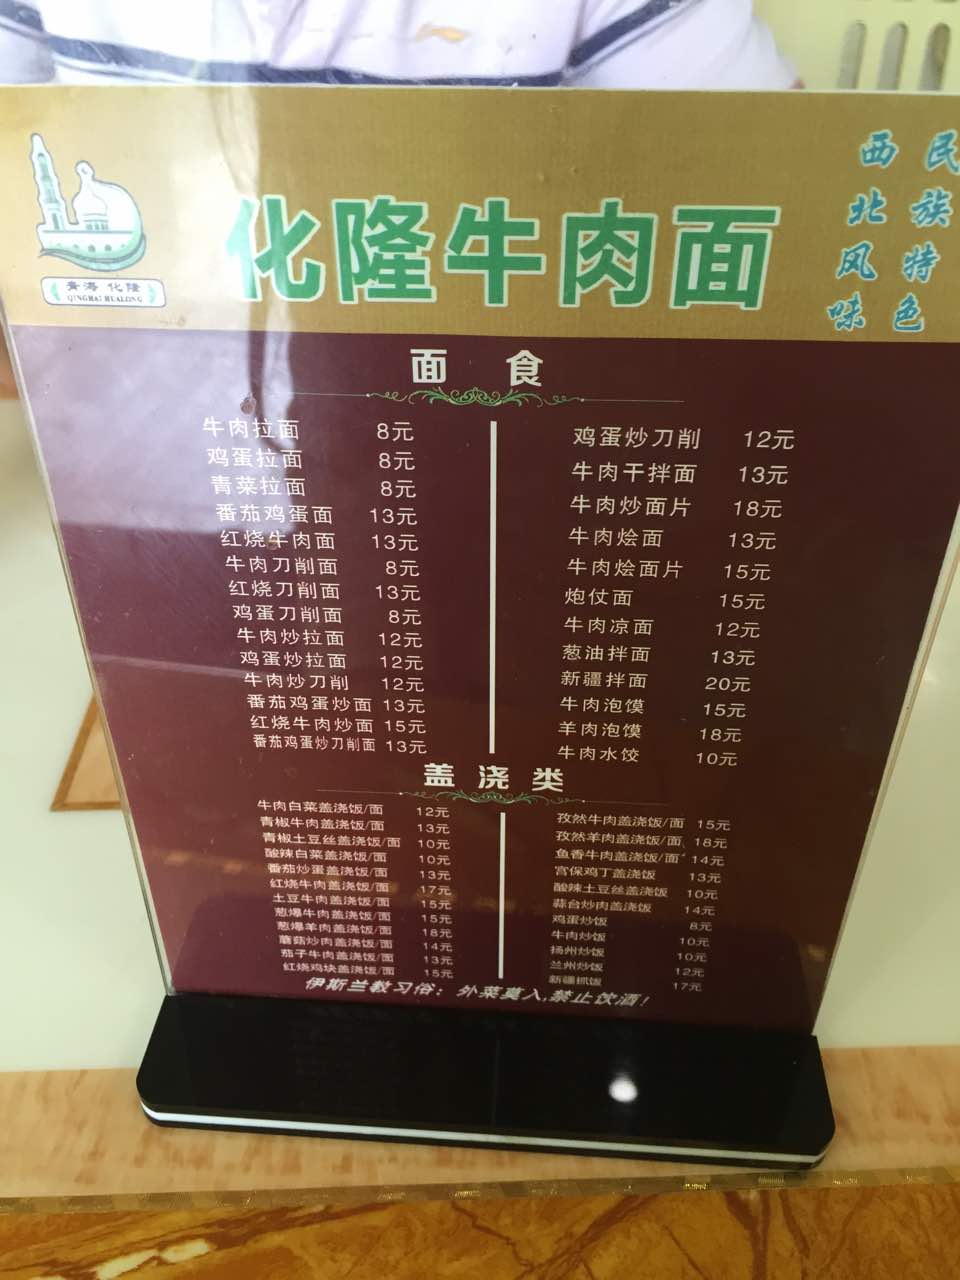 青海 化隆
QINGHAI HUALONG
化隆牛肉面
西北风味
民族特色
面 食
牛肉拉面 8元
鸡蛋拉面 8元
青菜拉面 8元
番茄鸡蛋面 13元
红烧牛肉面 13元
牛肉刀削面 8元
红烧刀削面 13元
鸡蛋刀削面 8元
牛肉炒拉面 12元
鸡蛋炒拉面 12元
牛肉炒刀削 12元
番茄鸡蛋炒面 13元
红烧牛肉炒面 15元
番茄鸡蛋炒刀削面 13元
鸡蛋炒刀削 12元
牛肉干拌面 13元
牛肉炒面片 18元
牛肉烩面 13元
牛肉烩面片 15元
炮仗面 15元
牛肉凉面 12元
葱油拌面 13元
新疆拌面 20元
牛肉泡馍 15元
羊肉泡馍 18元
牛肉水饺 10元
盖 浇 类
牛肉白菜盖浇饭/面 12元
青椒牛肉盖浇饭/面 13元
青椒土豆丝盖浇饭/面 10元
酸辣白菜盖浇饭/面 10元
番茄炒蛋盖浇饭/面 13元
红烧牛肉盖浇饭/面 17元
土豆牛肉盖浇饭/面 15元
葱爆牛肉盖浇饭/面 15元
葱爆羊肉盖浇饭/面 18元
蘑菇炒肉盖浇饭/面 14元
茄子牛肉盖浇饭/面 13元
红烧鸡块盖浇饭/面 15元
孜然牛肉盖浇饭/面 15元
孜然羊肉盖浇饭/面 18元
鱼香牛肉盖浇饭/面 14元
宫保鸡丁盖浇饭 13元
酸辣土豆丝盖浇饭 10元
蒜台炒肉盖浇饭 14元
鸡蛋炒饭 8元
牛肉炒饭 10元
扬州炒饭 10元
兰州炒饭 12元
新疆抓饭 17元
伊斯兰教习俗：外菜莫入,禁止饮酒！